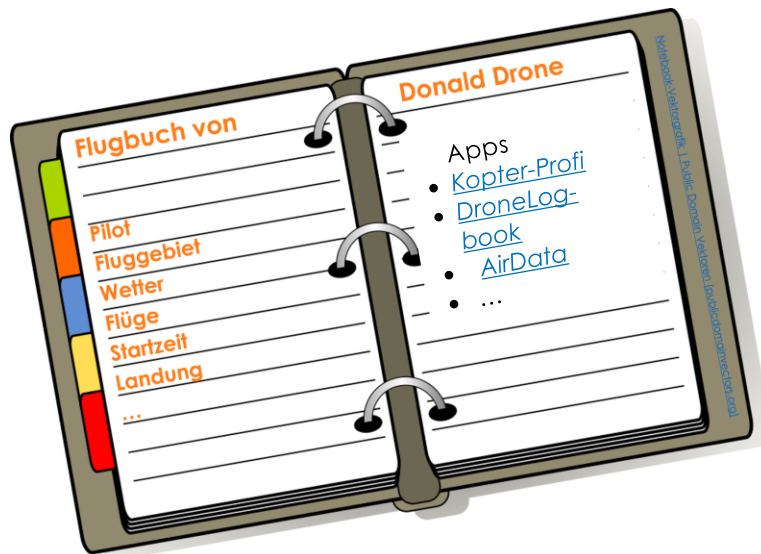 Flugbuch von
Pilot
Fluggebiet
Wetter
Flüge
Startzeit
Landung
...
Donald Drone
Apps
• Kopter-Profi
• DroneLog-
book
• AirData
• ...
Notebook-Vektorgrafik | Public Domain Vektoren (publicdomainvectors.org)